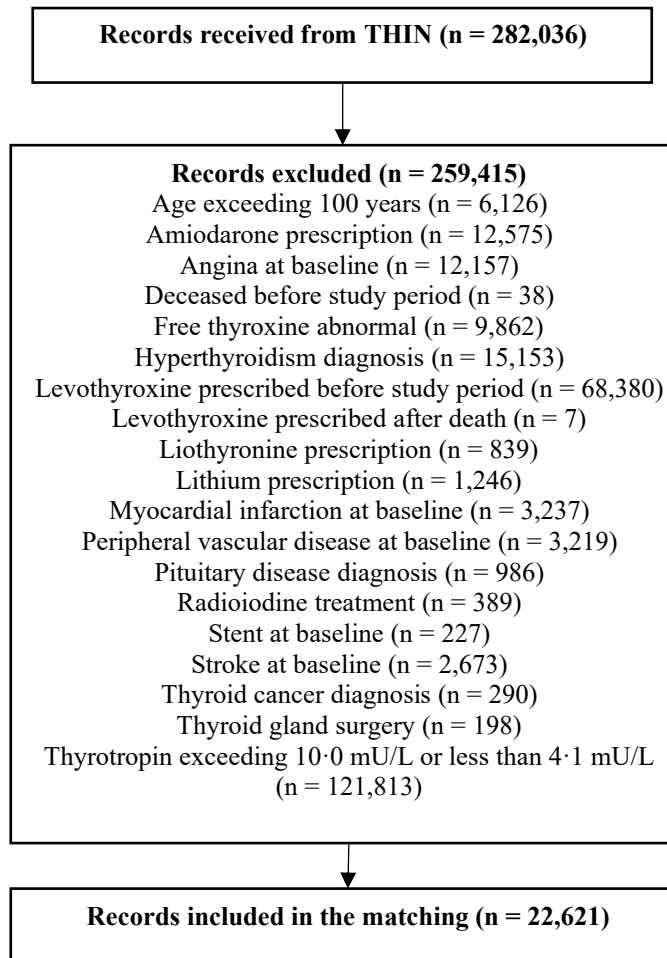 Records received from THIN (n = 282,036)
Records excluded (n = 259,415)
Age exceeding 100 years (n = 6,126)
Amiodarone prescription (n = 12,575)
Angina at baseline (n = 12,157)
Deceased before study period (n = 38)
Free thyroxine abnormal (n = 9,862)
Hyperthyroidism diagnosis (n = 15,153)
Levothyroxine prescribed before study period (n = 68,380)
Levothyroxine prescribed after death (n = 7)
Liothyronine prescription (n = 839)
Lithium prescription (n = 1,246)
Myocardial infarction at baseline (n = 3,237)
Peripheral vascular disease at baseline (n = 3,219)
Pituitary disease diagnosis (n = 986)
Radioiodine treatment (n = 389)
Stent at baseline (n = 227)
Stroke at baseline (n = 2,673)
Thyroid cancer diagnosis (n = 290)
Thyroid gland surgery (n = 198)
Thyrotropin exceeding 10·0 mU/L or less than 4·1 mU/L
(n = 121,813)
Records included in the matching (n = 22,621)